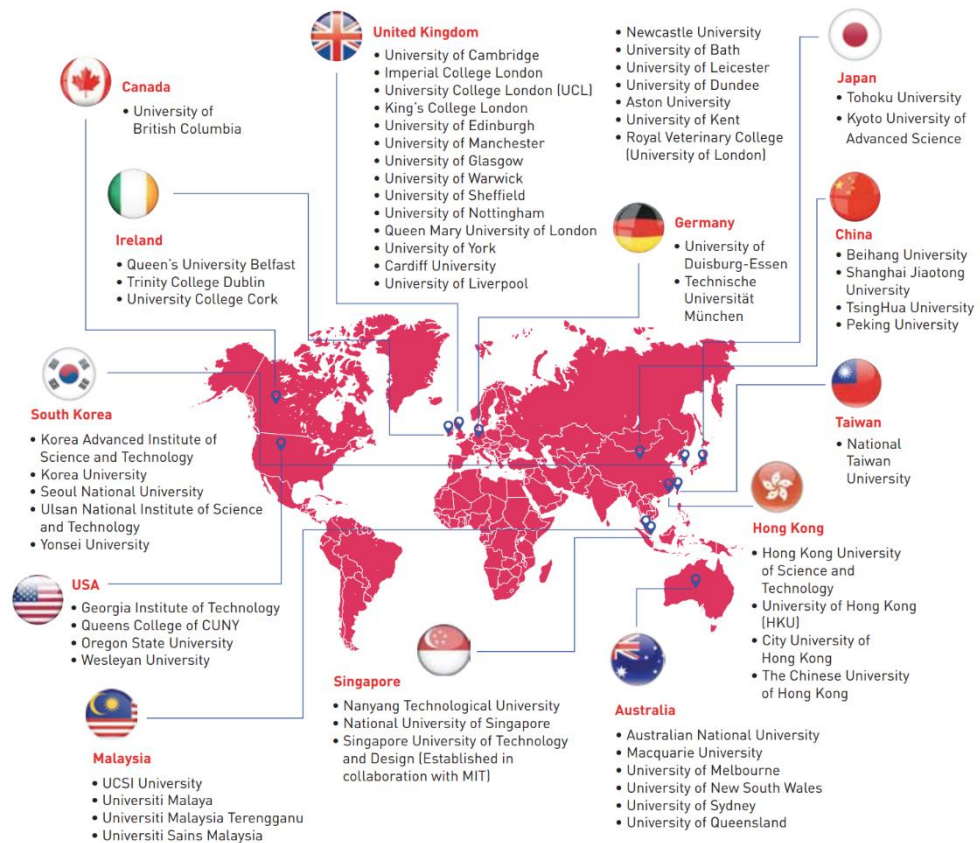 Canada
• University of
British Columbia
United Kingdom
• University of Cambridge
• Imperial College London
• University College London (UCL)
• King's College London
• University of Edinburgh
• University of Manchester
• University of Glasgow
• University of Warwick
• University of Sheffield
• University of Nottingham
• Queen Mary University of London
• University of York
• Cardiff University
• University of Liverpool
• Newcastle University
• University of Bath
• University of Leicester
• University of Dundee
• Aston University
• University of Kent
• Royal Veterinary College
(University of London)
Japan
• Tohoku University
• Kyoto University of
Advanced Science
Ireland
• Queen's University Belfast
• Trinity College Dublin
• University College Cork
Germany
• University of
Duisburg-Essen
• Technische
Universität
München
China
• Beihang University
• Shanghai Jiaotong
University
• TsingHua University
• Peking University
South Korea
• Korea Advanced Institute of
Science and Technology
• Korea University
• Seoul National University
• Ulsan National Institute of Science
and Technology
• Yonsei University
Taiwan
• National
Taiwan
University
Hong Kong
• Hong Kong University
of Science and
Technology
• University of Hong Kong
(HKU)
• City University of
Hong Kong
• The Chinese University
of Hong Kong
USA
• Georgia Institute of Technology
• Queens College of CUNY
• Oregon State University
• Wesleyan University
Singapore
• Nanyang Technological University
• National University of Singapore
• Singapore University of Technology
and Design (Established in
collaboration with MIT)
Australia
• Australian National University
• Macquarie University
• University of Melbourne
• University of New South Wales
• University of Sydney
• University of Queensland
Malaysia
• UCSI University
• Universiti Malaya
• Universiti Malaysia Terengganu
• Universiti Sains Malaysia